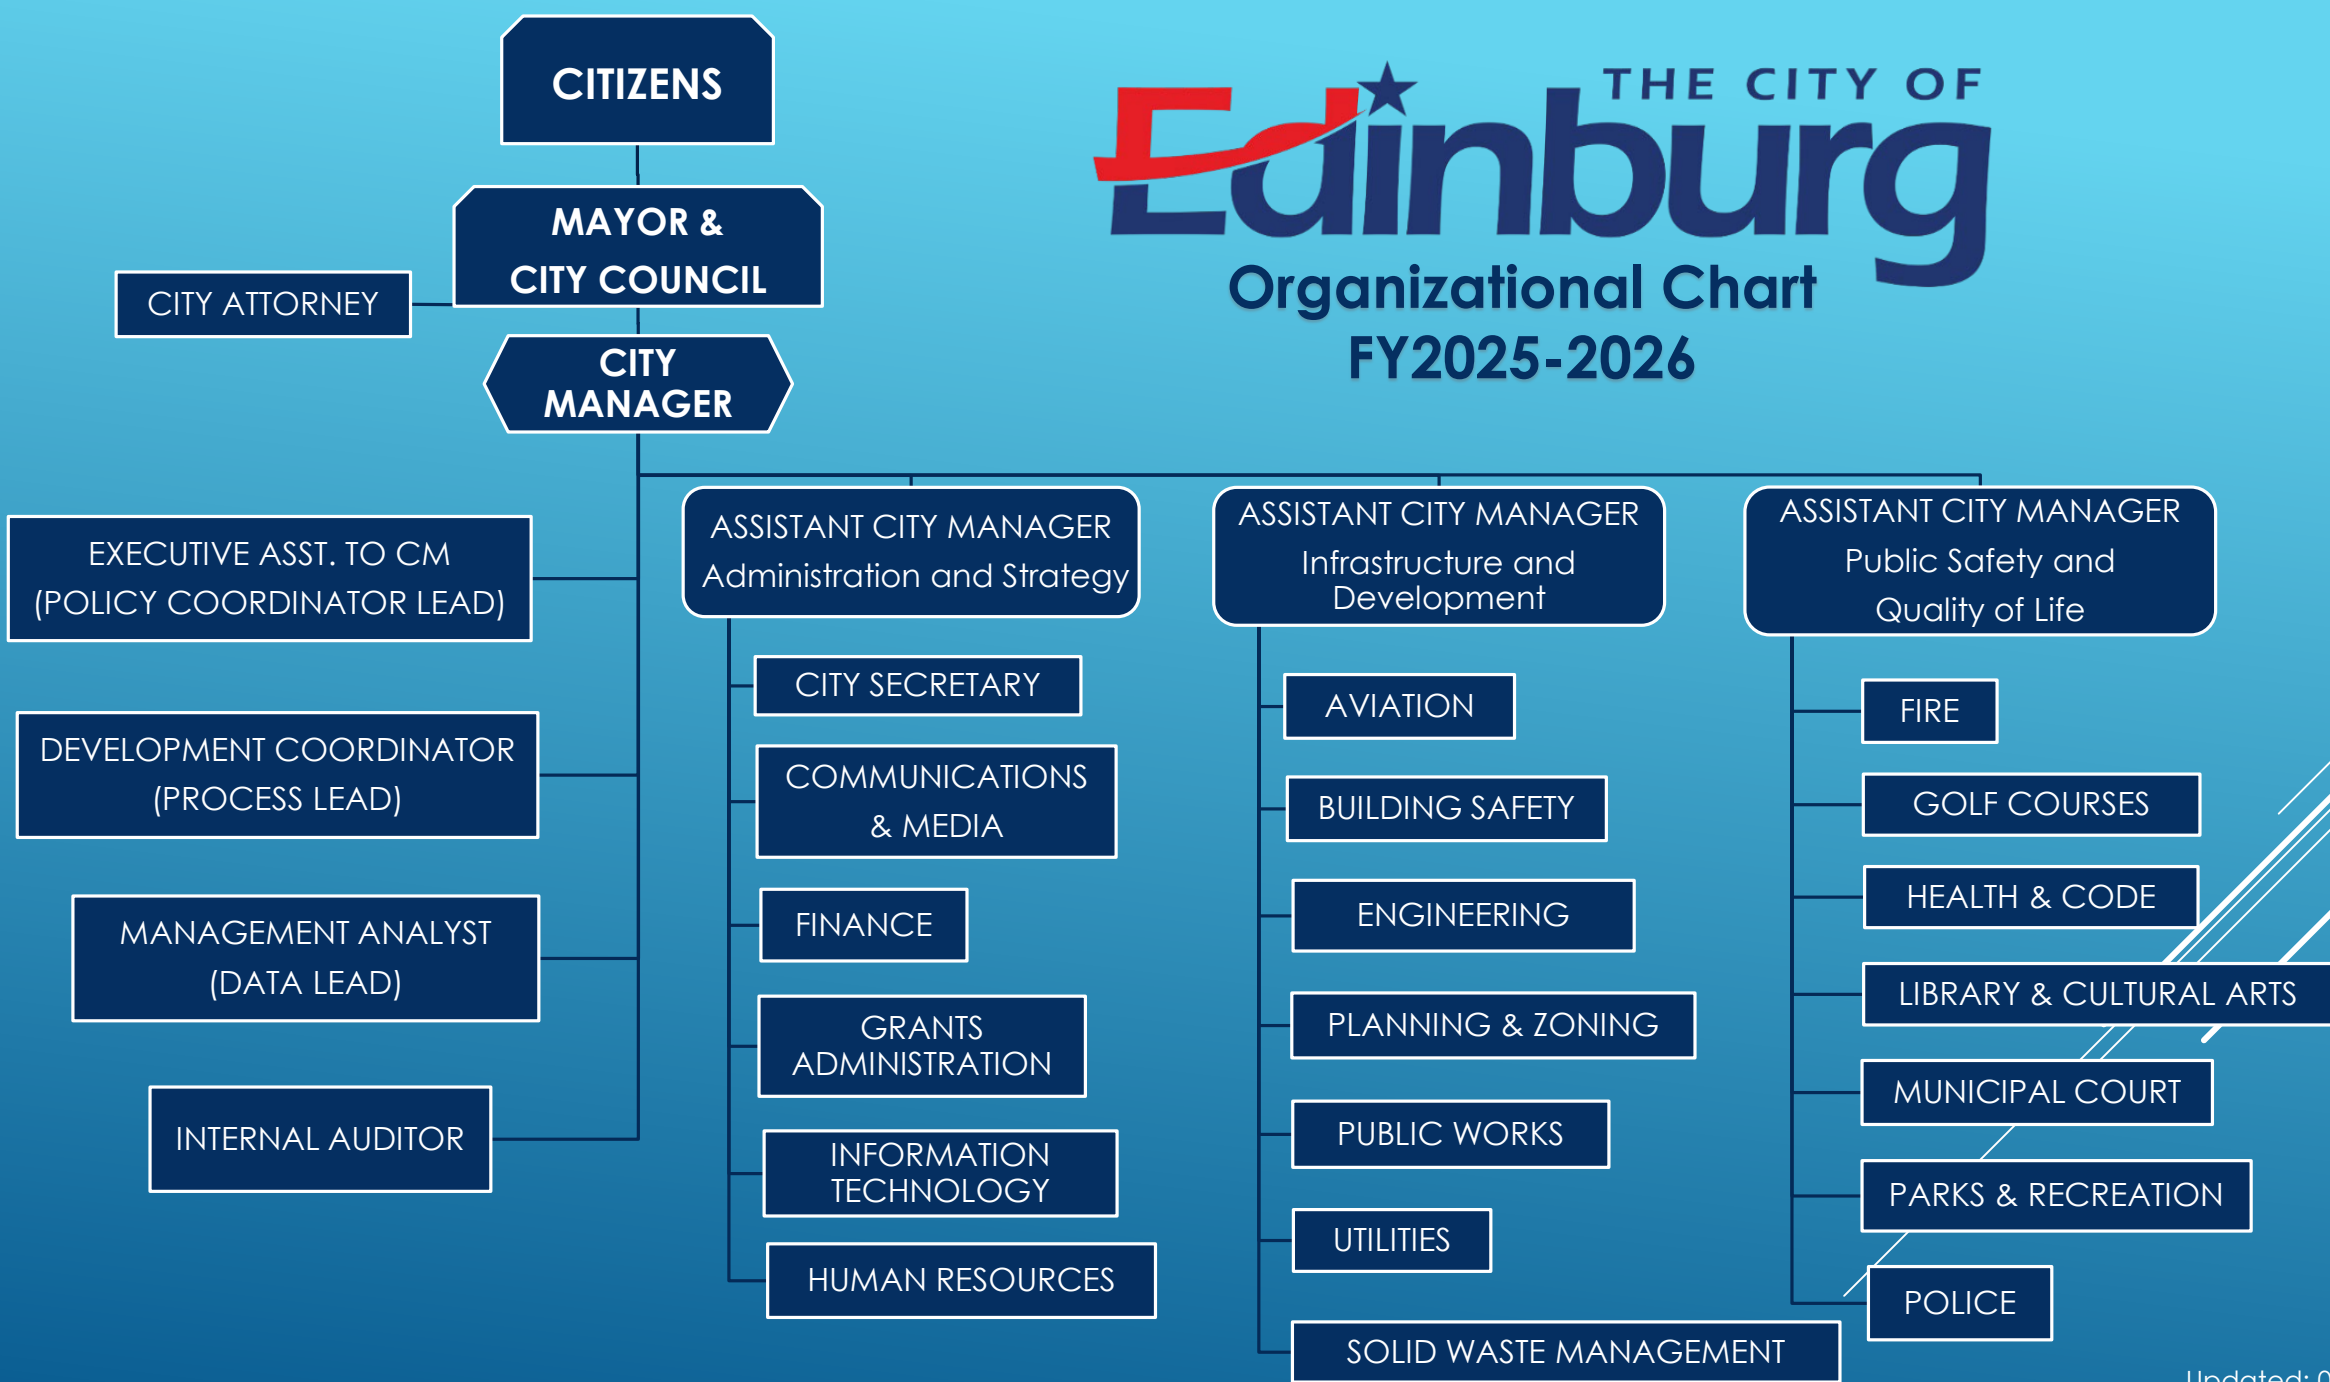 CITIZENS
MAYOR &
CITY COUNCIL
CITY ATTORNEY
CITY
MANAGER
THE CITY OF
Edinburg
Organizational Chart
FY2025-2026
EXECUTIVE ASST. TO CM
(POLICY COORDINATOR LEAD)
DEVELOPMENT COORDINATOR
(PROCESS LEAD)
MANAGEMENT ANALYST
(DATA LEAD)
INTERNAL AUDITOR
ASSISTANT CITY MANAGER
Administration and Strategy
CITY SECRETARY
COMMUNICATIONS
& MEDIA
FINANCE
GRANTS
ADMINISTRATION
INFORMATION
TECHNOLOGY
HUMAN RESOURCES
ASSISTANT CITY MANAGER
Infrastructure and
Development
AVIATION
BUILDING SAFETY
ENGINEERING
PLANNING & ZONING
PUBLIC WORKS
UTILITIES
SOLID WASTE MANAGEMENT
ASSISTANT CITY MANAGER
Public Safety and
Quality of Life
FIRE
GOLF COURSES
HEALTH & CODE
LIBRARY & CULTURAL ARTS
MUNICIPAL COURT
PARKS & RECREATION
POLICE
Updated: